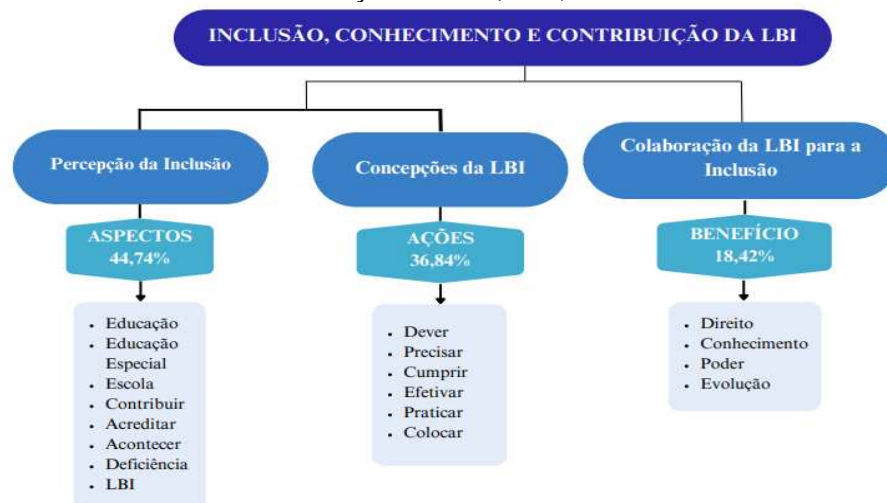 INCLUSÃO, CONHECIMENTO E CONTRIBUIÇÃO DA LBI
Percepção da Inclusão
ASPECTOS
44,74%
• Educação
• Educação
Especial
• Escola
• Contribuir
• Acreditar
• Acontecer
• Deficiência
• LBI
Concepções da LBI
AÇÕES
36,84%
• Dever
• Precisar
• Cumprir
• Efetivar
• Praticar
• Colocar
Colaboração da LBI para a
Inclusão
BENEFÍCIO
18,42%
• Direito
• Conhecimento
• Poder
• Evolução